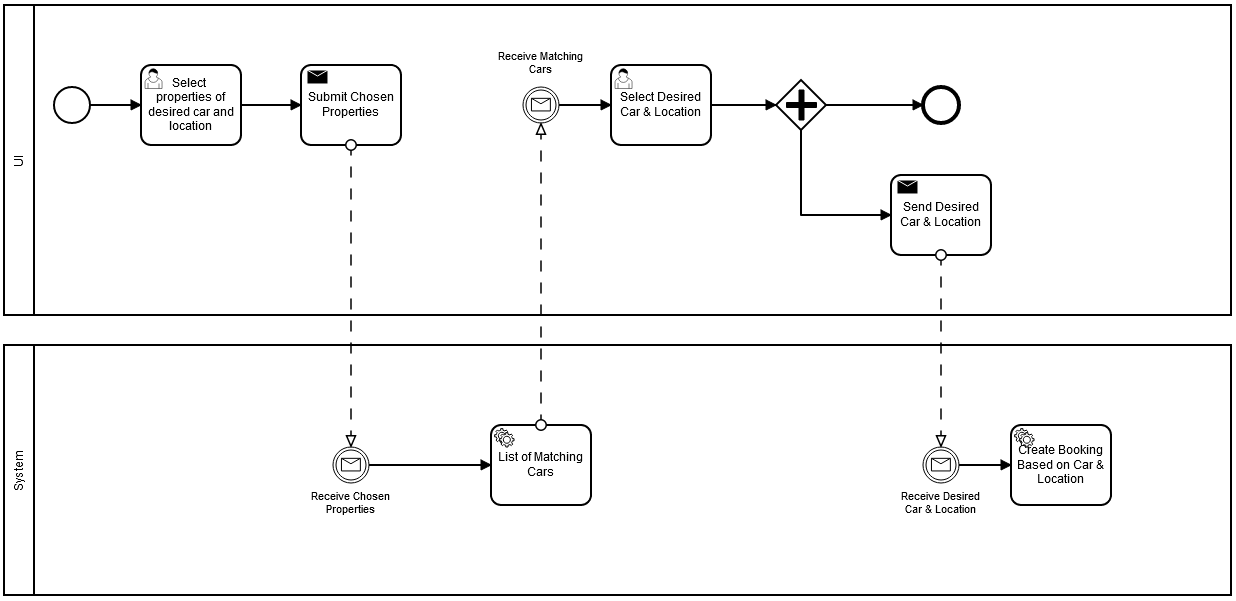 UI
Select
properties of
desired car and
location
Submit Chosen
Properties
Receive Matching
Cars
Select Desired
Car & Location
Send Desired
Car & Location
System
Receive Chosen
Properties
List of Matching
Cars
Receive Desired
Car & Location
Create Booking
Based on Car &
Location